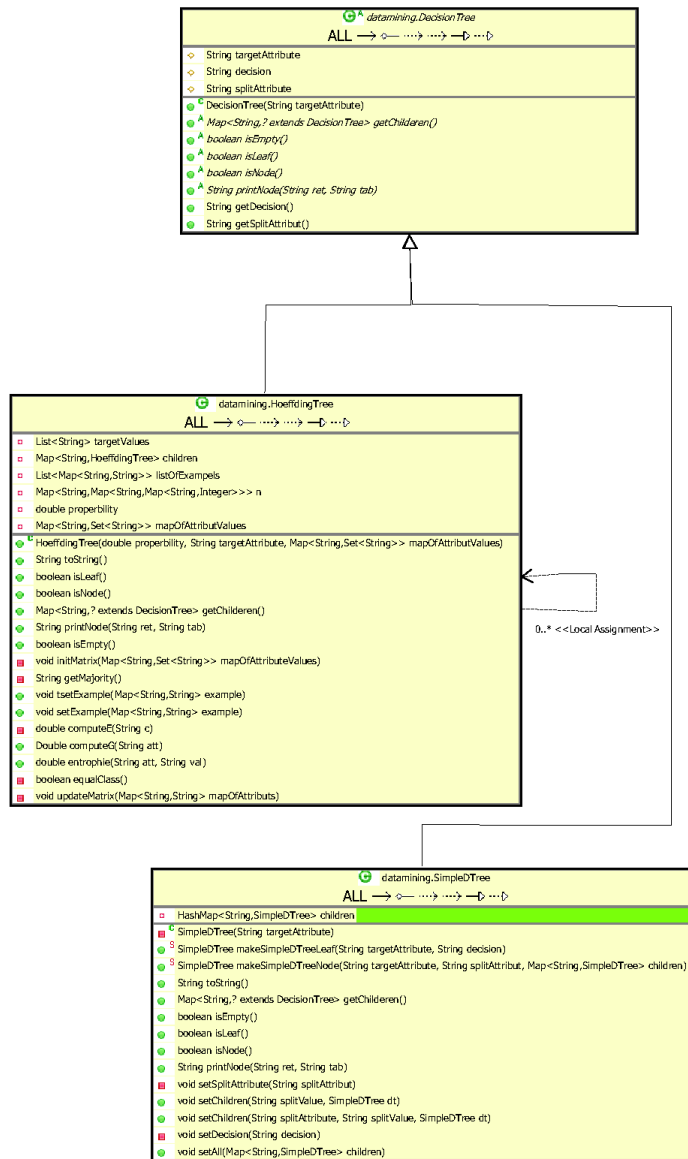 datamining.DecisionTree
ALL
String targetAttribute
String decision
String splitAttribute
DecisionTree(String targetAttribute)
Map<String,? extends DecisionTree> getChilderen()
boolean isEmpty()
boolean isLeaf()
boolean isNode()
String printNode(String ret, String tab)
String getDecision()
String getSplitAttribut()
datamining.HoeffdingTree
ALL
List<String> targetValues
Map<String,HoeffdingTree> children
List<Map<String,String>> listOfExampels
Map<String,Map<String,Map<String,Integer>>> n
double properbility
Map<String,Set<String>> mapOfAttributValues
HoeffdingTree(double properbility, String targetAttribute, Map<String,Set<String>> mapOfAttributValues)
String toString()
boolean isLeaf()
boolean isNode()
Map<String,? extends DecisionTree> getChilderen()
String printNode(String ret, String tab)
boolean isEmpty()
void initMatrix(Map<String,Set<String>> mapOfAttributeValues)
String getMajority()
void tsetExample(Map<String,String> example)
void setExample(Map<String,String> example)
double computeE(String c)
Double computeG(String att)
double entrophie(String att, String val)
boolean equalClass()
void updateMatrix(Map<String,String> mapOfAttributs)
0..* <<Local Assignment>>
datamining.SimpleDTree
ALL
HashMap<String,SimpleDTree> children
SimpleDTree(String targetAttribute)
SimpleDTree makeSimpleDTreeLeaf(String targetAttribute, String decision)
SimpleDTree makeSimpleDTreeNode(String targetAttribute, String splitAttribut, Map<String,SimpleDTree> children)
String toString()
Map<String,? extends DecisionTree> getChilderen()
boolean isEmpty()
boolean isLeaf()
boolean isNode()
String printNode(String ret, String tab)
void setSplitAttribute(String splitAttribut)
void setChildren(String splitValue, SimpleDTree dt)
void setChildren(String splitAttribute, String splitValue, SimpleDTree dt)
void setDecision(String decision)
void setAll(Map<String,SimpleDTree> children)